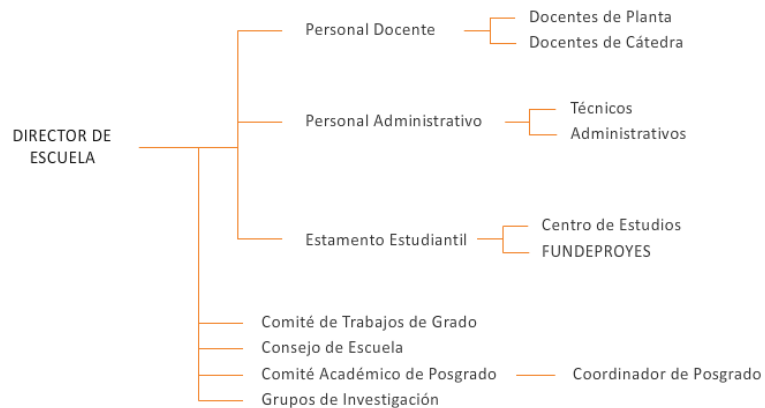 DIRECTOR DE
ESCUELA
Personal Docente
Docentes de Planta
Docentes de Cátedra
Personal Administrativo
Técnicos
Administrativos
Estamento Estudiantil
Centro de Estudios
FUNDEPROYES
Comité de Trabajos de Grado
Consejo de Escuela
Comité Académico de Posgrado
Coordinador de Posgrado
Grupos de Investigación